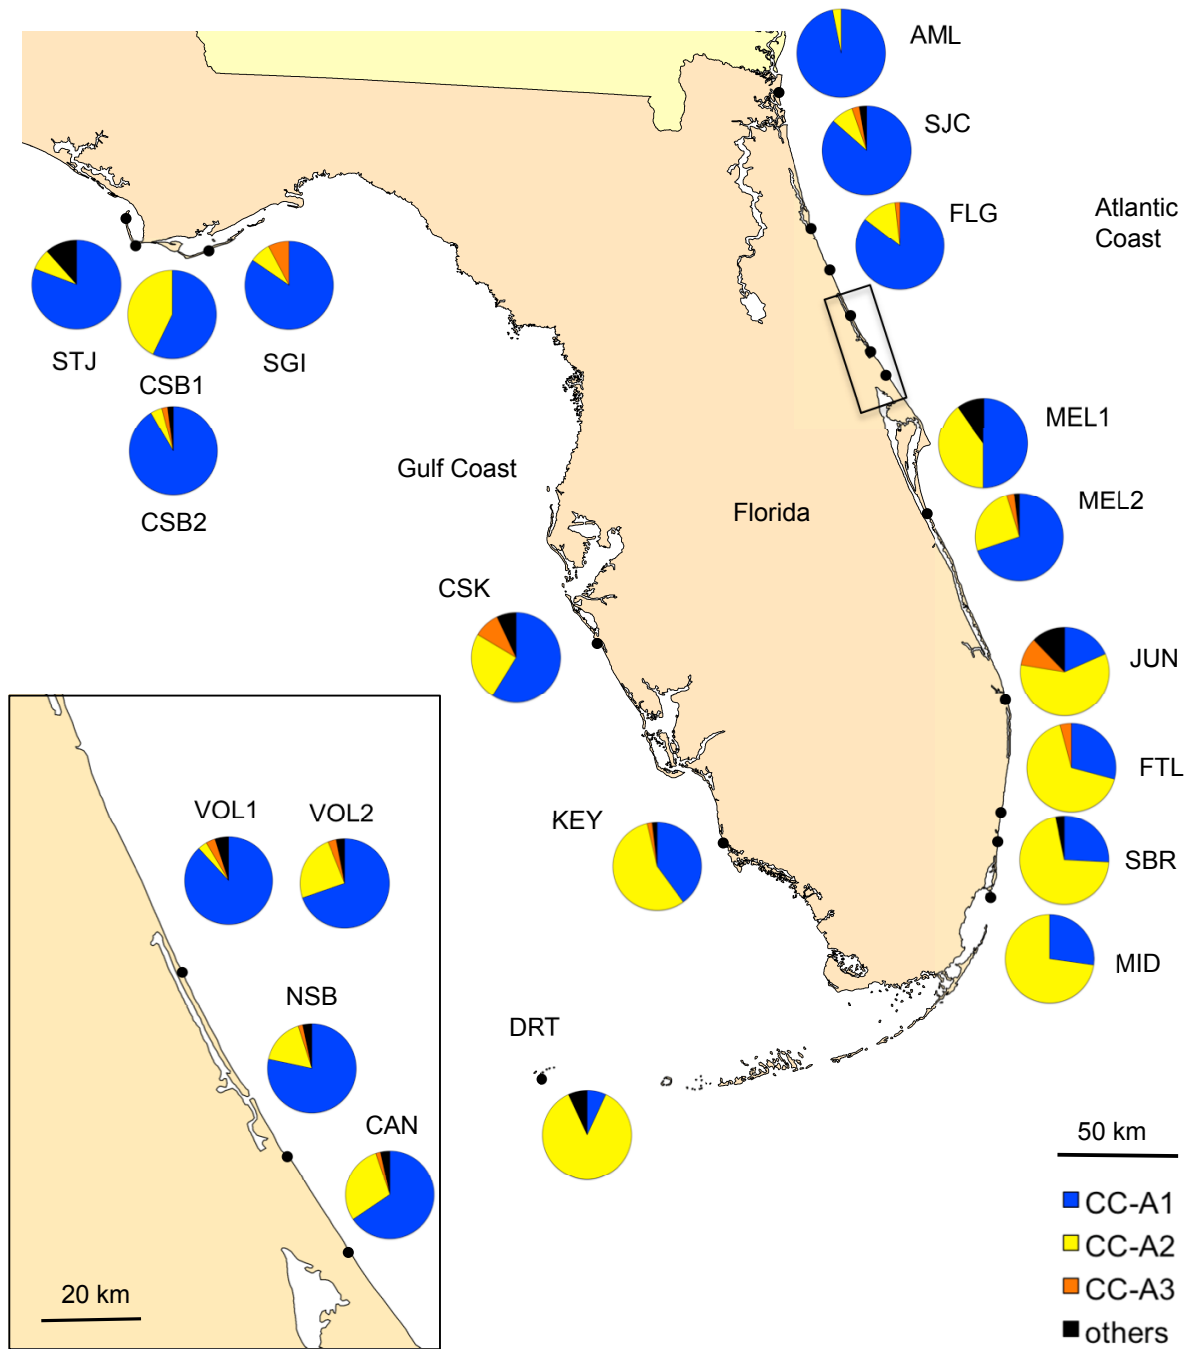 AML
SJC
FLG
Atlantic
Coast
STJ
CSB1
SGI
CSB2
Gulf Coast
Florida
MEL1
MEL2
CSK
JUN
FTL
KEY
SBR
MID
VOL1
VOL2
NSB
CAN
DRT
20 km
50 km
CC-A1
CC-A2
CC-A3
others